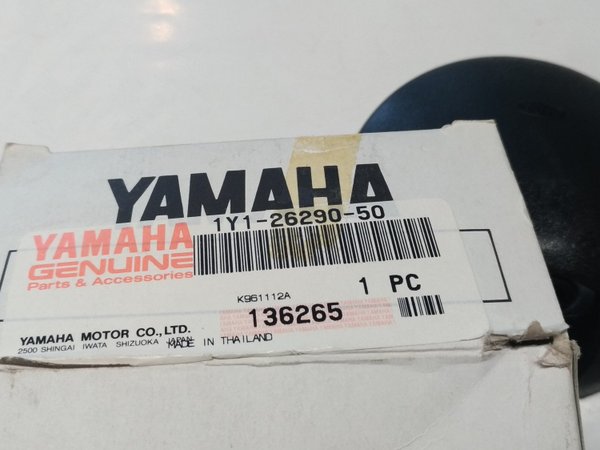 YAMAHA
1Y1-26290-50
YAMAHA
GENUINE
Parts & Accessories
K961112A
1 PC
136265
YAMAHA MOTOR CO., LTD.
2500 SHINGAI IWATA SHIZUOKA JAPAN
MADE IN THAILAND